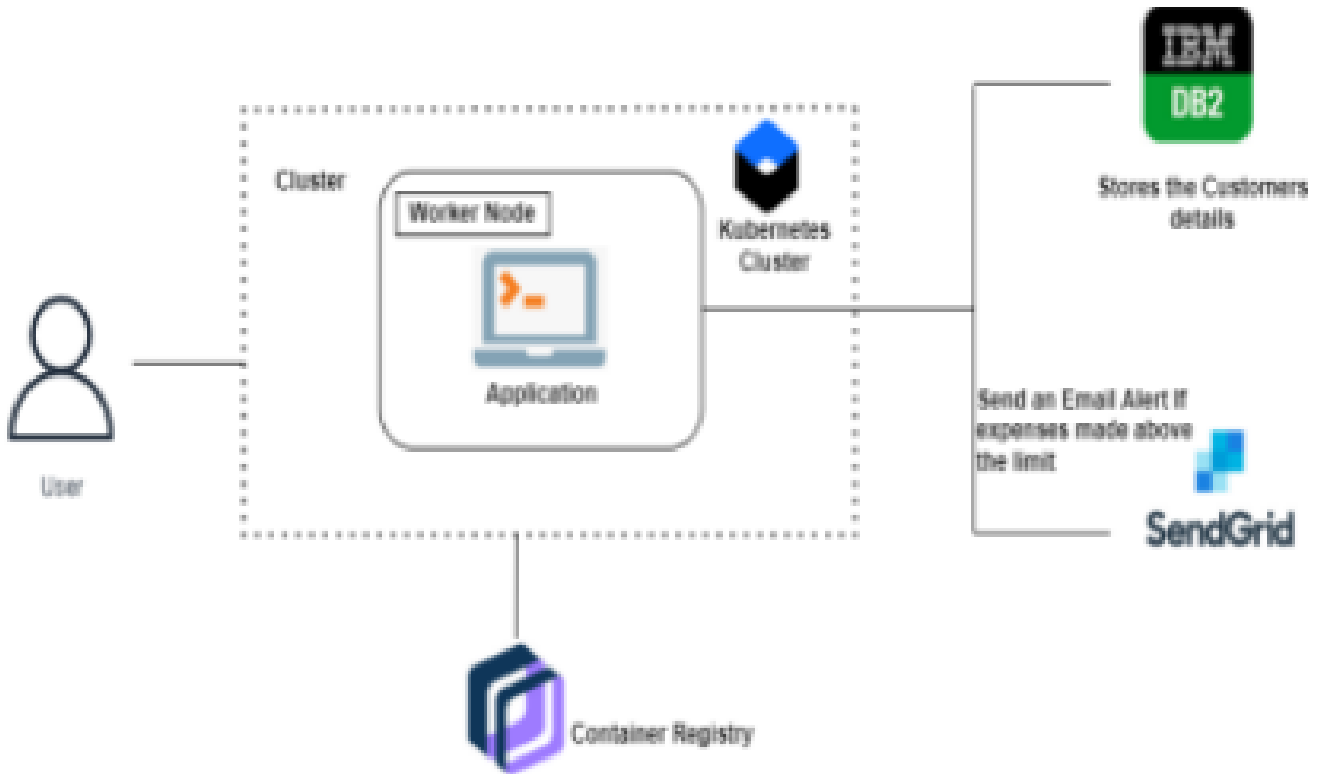 IBM
DB2
Stores the Customers
details
Cluster
Worker Node
Kubernetes
Cluster
Application
User
Send an Email Alert If
expenses made above
the limit
SendGrid
Container Registry